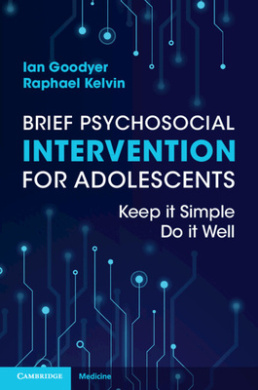 Ian Goodyer
Raphael Kelvin
BRIEF PSYCHOSOCIAL
INTERVENTION
FOR ADOLESCENTS
Keep it Simple
Do it Well
CAMBRIDGE
Medicine